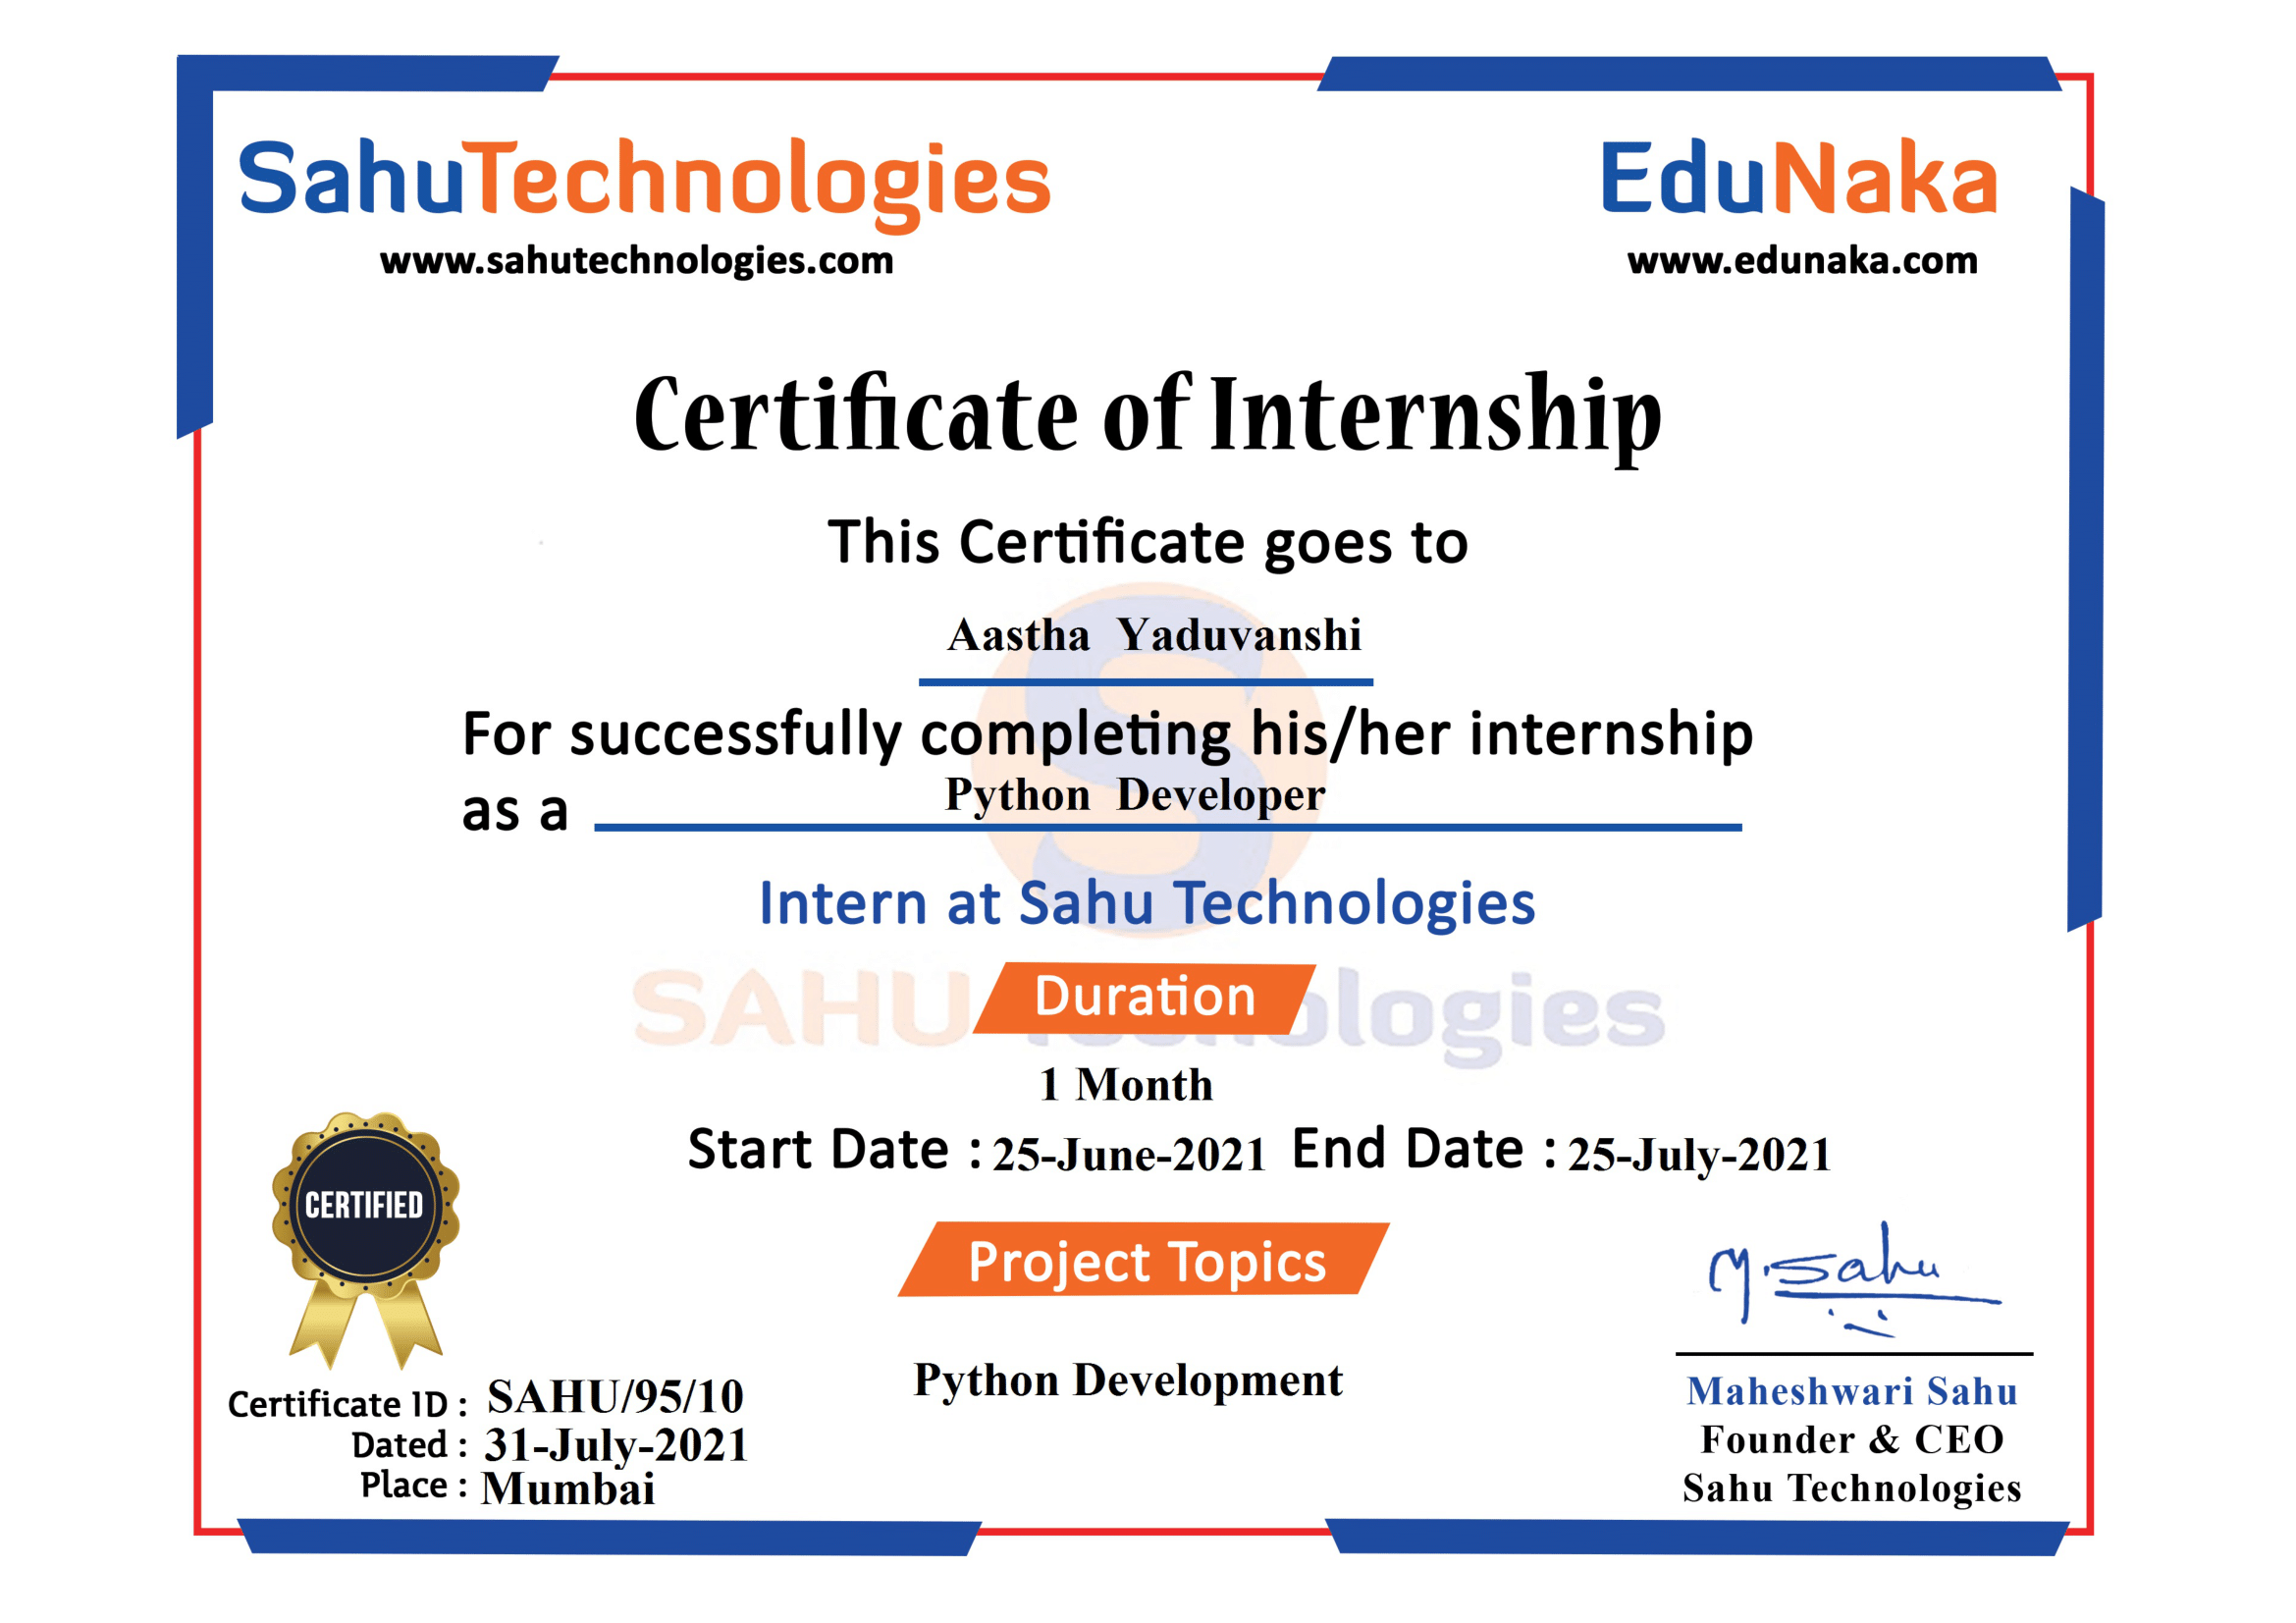 SahuTechnologies
www.sahutechnologies.com
EduNaka
www.edunaka.com
Certificate of Internship
This Certificate goes to
Aastha Yaduvanshi
For successfully completing his/her internship
as a Python Developer
Intern at Sahu Technologies
SAHU Technologies
Duration
1 Month
Start Date : 25-June-2021 End Date : 25-July-2021
CERTIFIED
Project Topics
Python Development
Certificate ID : SAHU/95/10
Dated : 31-July-2021
Place : Mumbai
M. Sahu
Maheshwari Sahu
Founder & CEO
Sahu Technologies